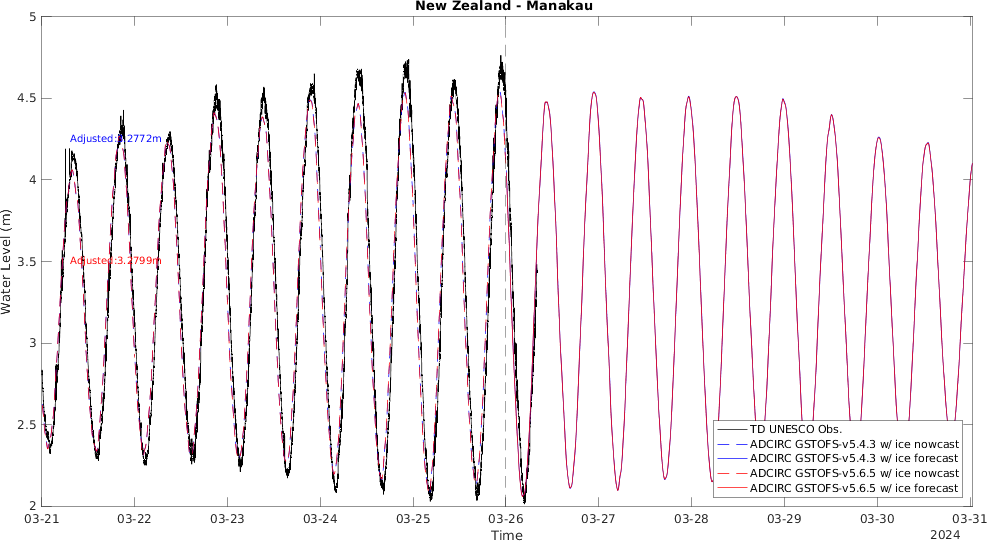 New Zealand - Manakau
5
4.5
4
3.5
3
2.5
2
Water Level (m)
Adjusted:3.2772m
Adjusted:3.2799m
TD UNESCO Obs.
ADCIRC GSTOFS-v5.4.3 w/ ice nowcast
ADCIRC GSTOFS-v5.4.3 w/ ice forecast
ADCIRC GSTOFS-v5.6.5 w/ ice nowcast
ADCIRC GSTOFS-v5.6.5 w/ ice forecast
03-21 03-22 03-23 03-24 03-25 03-26 03-27 03-28 03-29 03-30 03-31
Time
2024